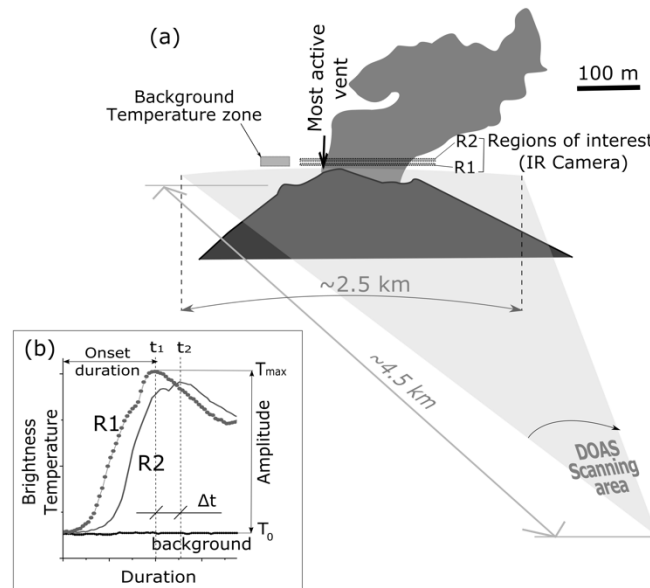 (a)
100 m
Most active
vent
Background
Temperature zone
R2
R1
Regions of interest
(IR Camera)
~2.5 km
~4.5 km
DOAS
Scanning
area
(b)
Onset
duration
t1
t2
Tmax
R1
R2
Brightness
Temperature
Amplitude
Δt
T0
background
Duration